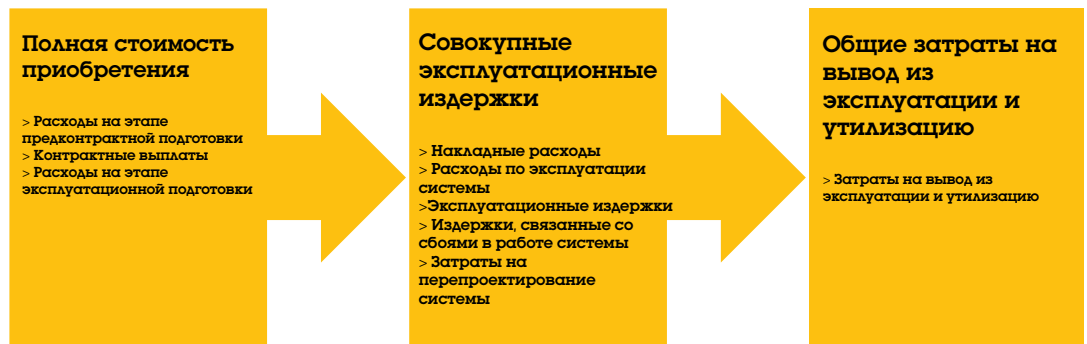 Полная стоимость
приобретения
> Расходы на этапе
предконтрактной подготовки
> Контрактные выплаты
> Расходы на этапе
эксплуатационной подготовки
Совокупные
эксплуатационные
издержки
> Накладные расходы
> Расходы по эксплуатации
системы
>Эксплуатационные издержки
> Издержки, связанные со
сбоями в работе системы
> Затраты на
перепроектирование
системы
Общие затраты на
вывод из
эксплуатации и
утилизацию
> Затраты на вывод из
эксплуатации и утилизацию